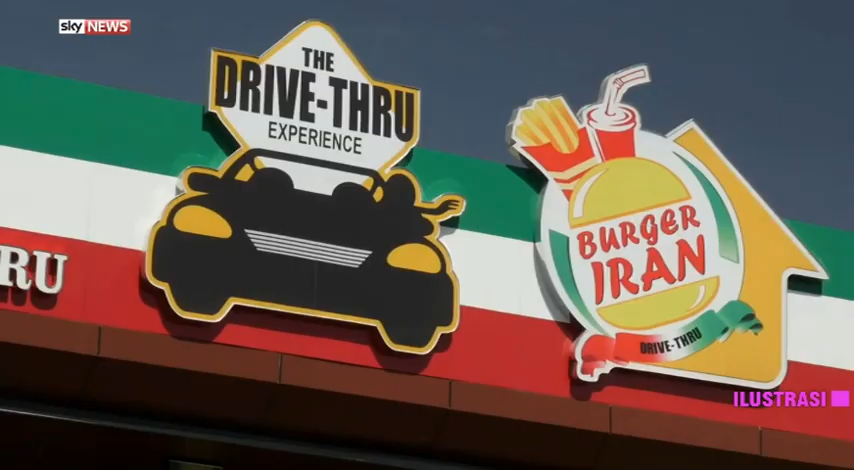 sky NEWS
THE
DRIVE-THRU
EXPERIENCE
BURGER
IRAN
DRIVE-THRU
RU
ILUSTRASI